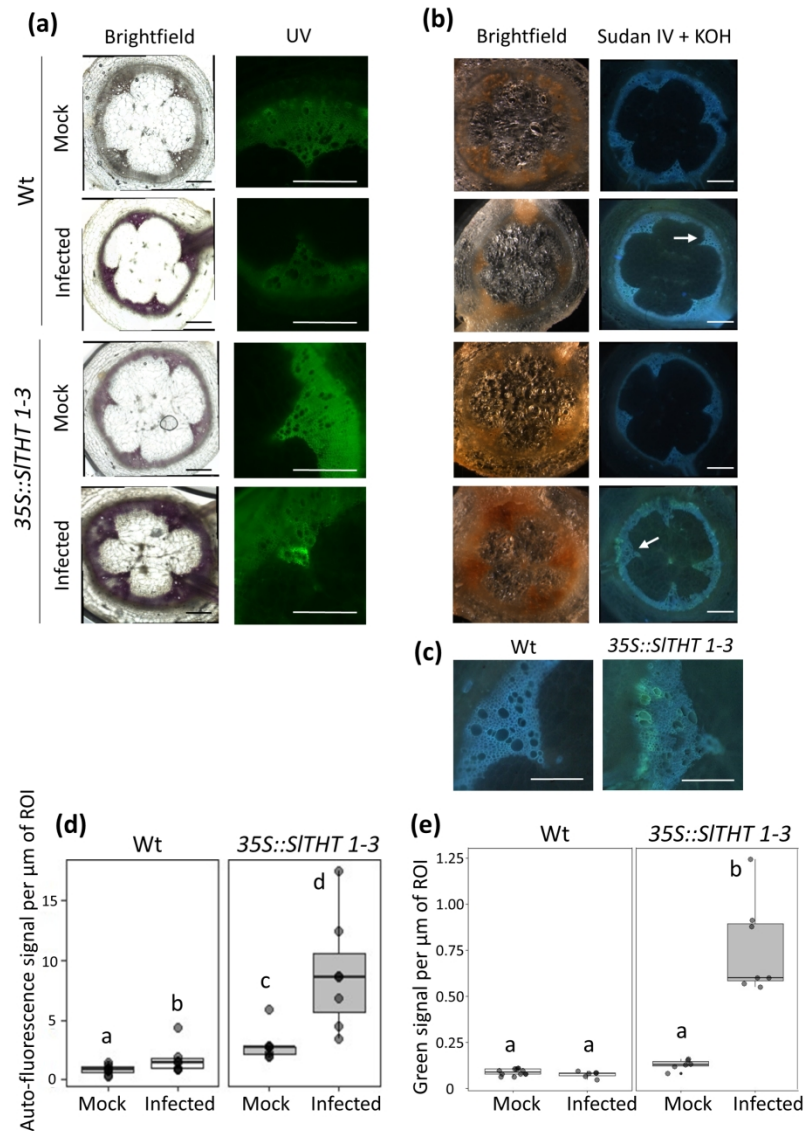 (a)
Brightfield
UV
Wt
Mock
Infected
35S::SlTHT 1-3
Mock
Infected
(b)
Brightfield
Sudan IV + KOH
(c)
Wt
35S::SlTHT 1-3
(d)
Wt
35S::SlTHT 1-3
Auto-fluorescence signal per μm of ROI
15
10
5
0
a
b
c
d
Mock
Infected
Mock
Infected
(e)
Wt
35S::SlTHT 1-3
Green signal per μm of ROI
1.25
1.00
0.75
0.50
0.25
0
a
a
a
b
Mock
Infected
Mock
Infected